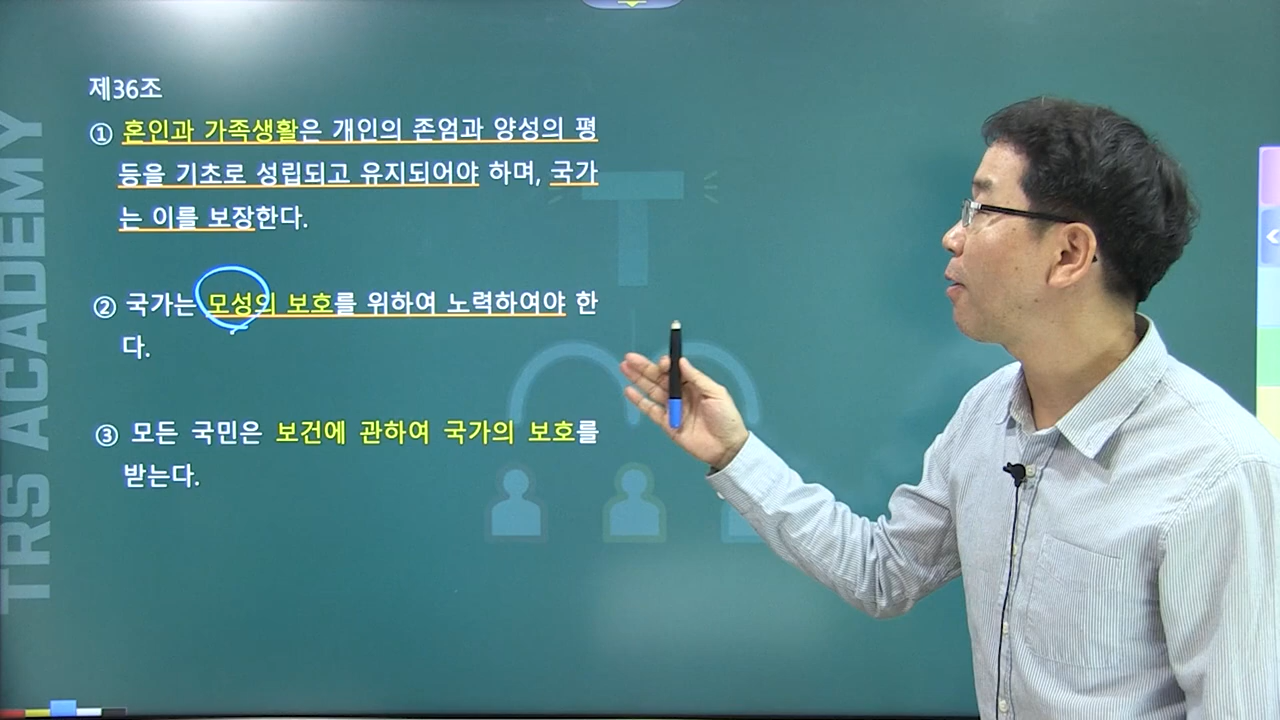 제36조
① 혼인과 가족생활은 개인의 존엄과 양성의 평
등을 기초로 성립되고 유지되어야 하며, 국가
는 이를 보장한다.
② 국가는 모성의 보호를 위하여 노력하여야 한
다.
③ 모든 국민은 보건에 관하여 국가의 보호를
받는다.
TRS ACADEMY